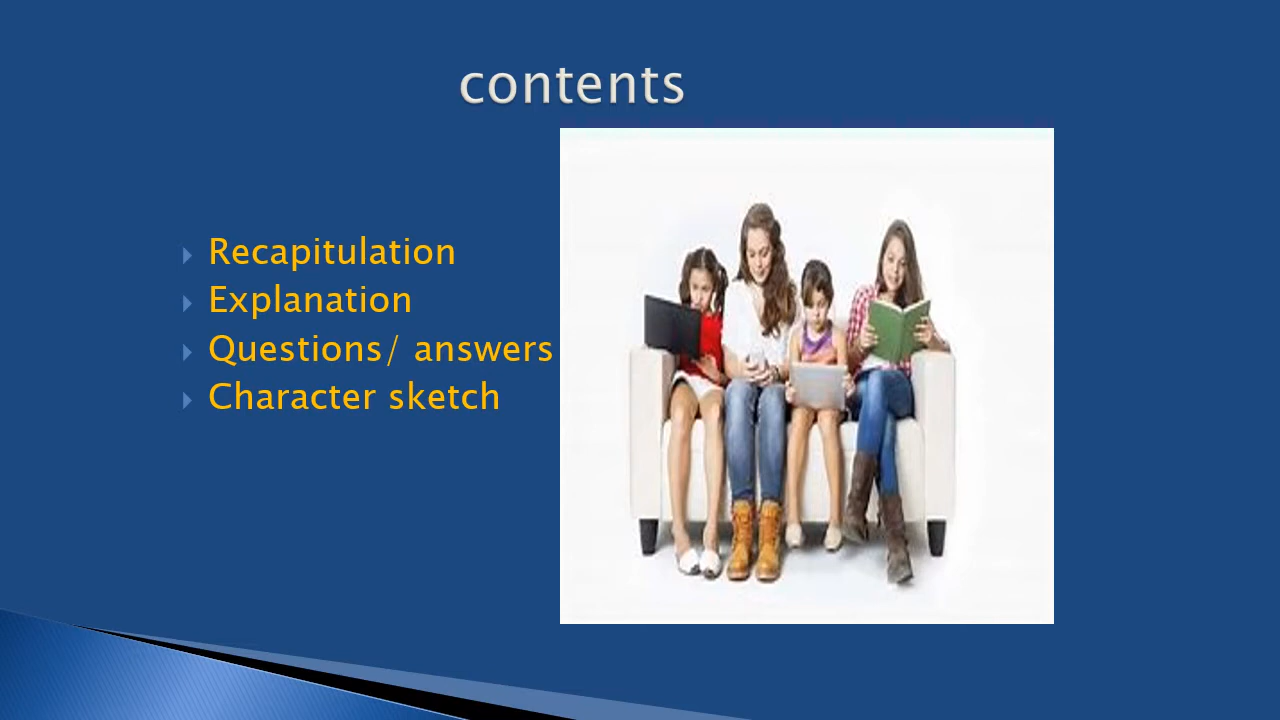 contents
Recapitulation
Explanation
Questions/ answers
Character sketch